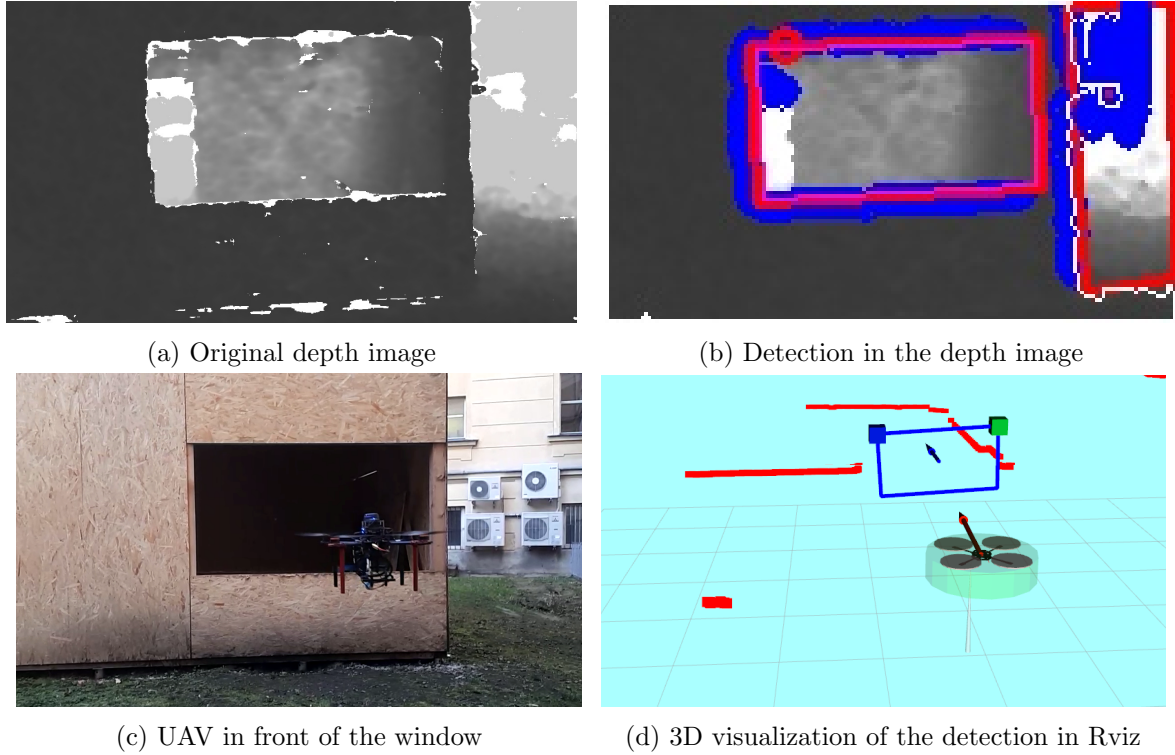 (a) Original depth image
(b) Detection in the depth image
(c) UAV in front of the window
(d) 3D visualization of the detection in Rviz